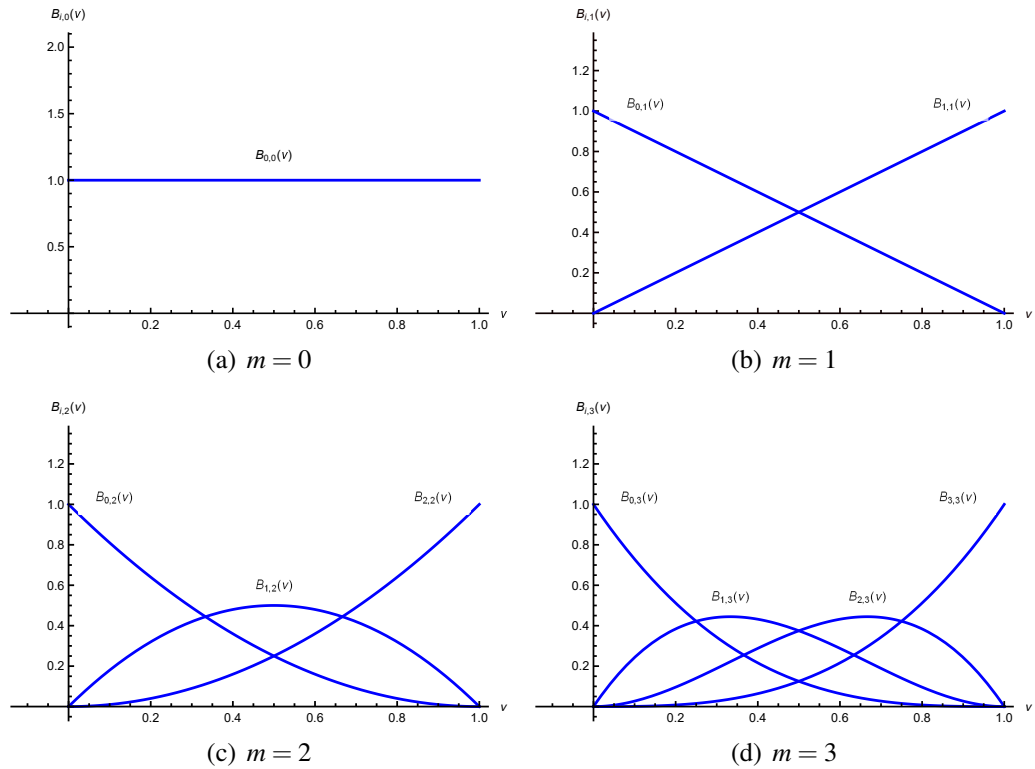 B_{i,0}(v)
2.0
1.5
B_{0,0}(v)
1.0
0.5
0.2 0.4 0.6 0.8 1.0 v
(a) m = 0
B_{i,1}(v)
1.2
B_{0,1}(v) B_{1,1}(v)
1.0
0.8
0.6
0.4
0.2
0.2 0.4 0.6 0.8 1.0 v
(b) m = 1
B_{i,2}(v)
1.2
B_{0,2}(v) B_{2,2}(v)
1.0
0.8
0.6
B_{1,2}(v)
0.4
0.2
0.2 0.4 0.6 0.8 1.0 v
(c) m = 2
B_{i,3}(v)
1.2
B_{0,3}(v) B_{3,3}(v)
1.0
0.8
0.6
B_{1,3}(v) B_{2,3}(v)
0.4
0.2
0.2 0.4 0.6 0.8 1.0 v
(d) m = 3